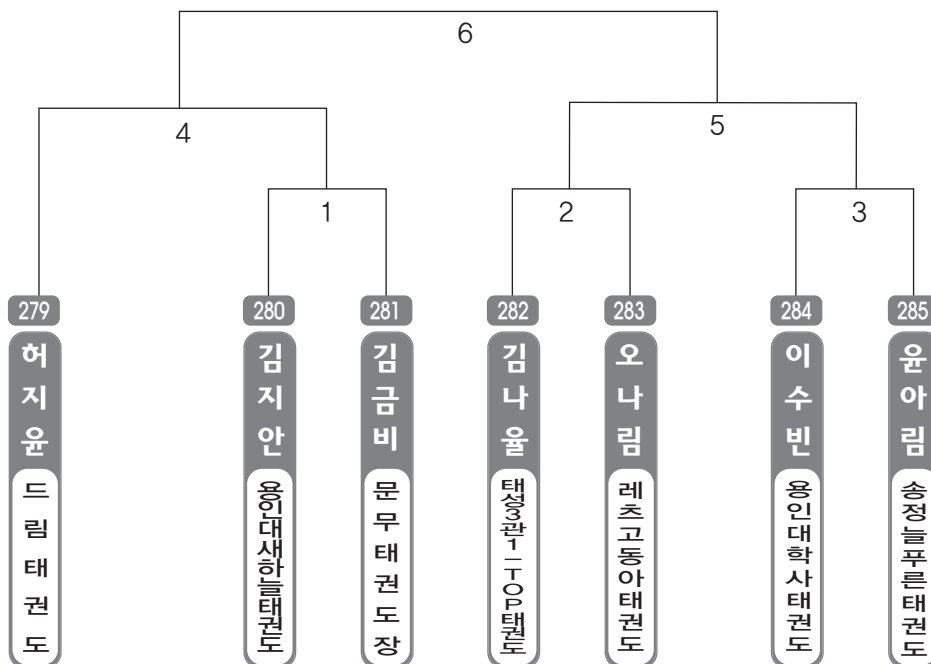 6
4
5
1
2
3
279
280
281
282
283
284
285
허지윤
드림태권도
김지안
용인대새하늘태권도
김금비
문무태권도장
김나율
태성3관1-TOP태권도
오나림
레츠고동아태권도
이수빈
용인대학사태권도
윤아림
송정늘푸른태권도